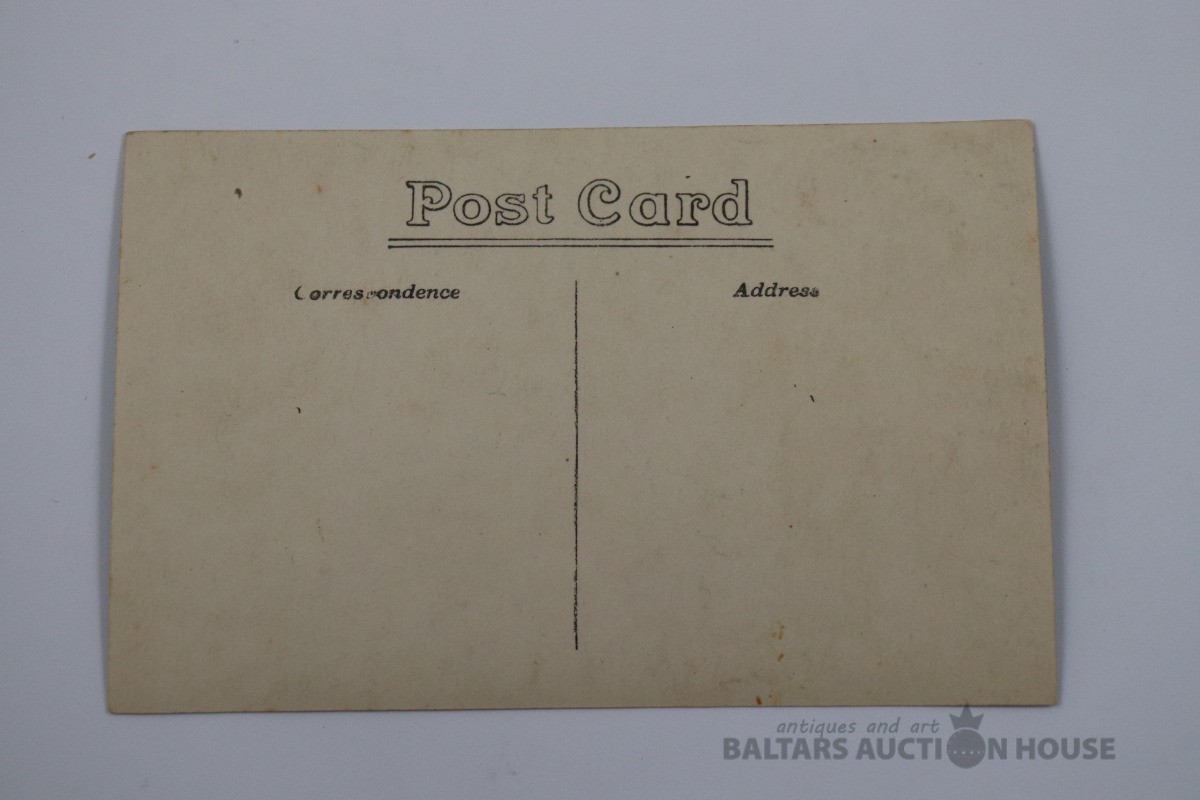 Post Card
Correspondence
Address
antiques and art
BALTARS AUCTION HOUSE